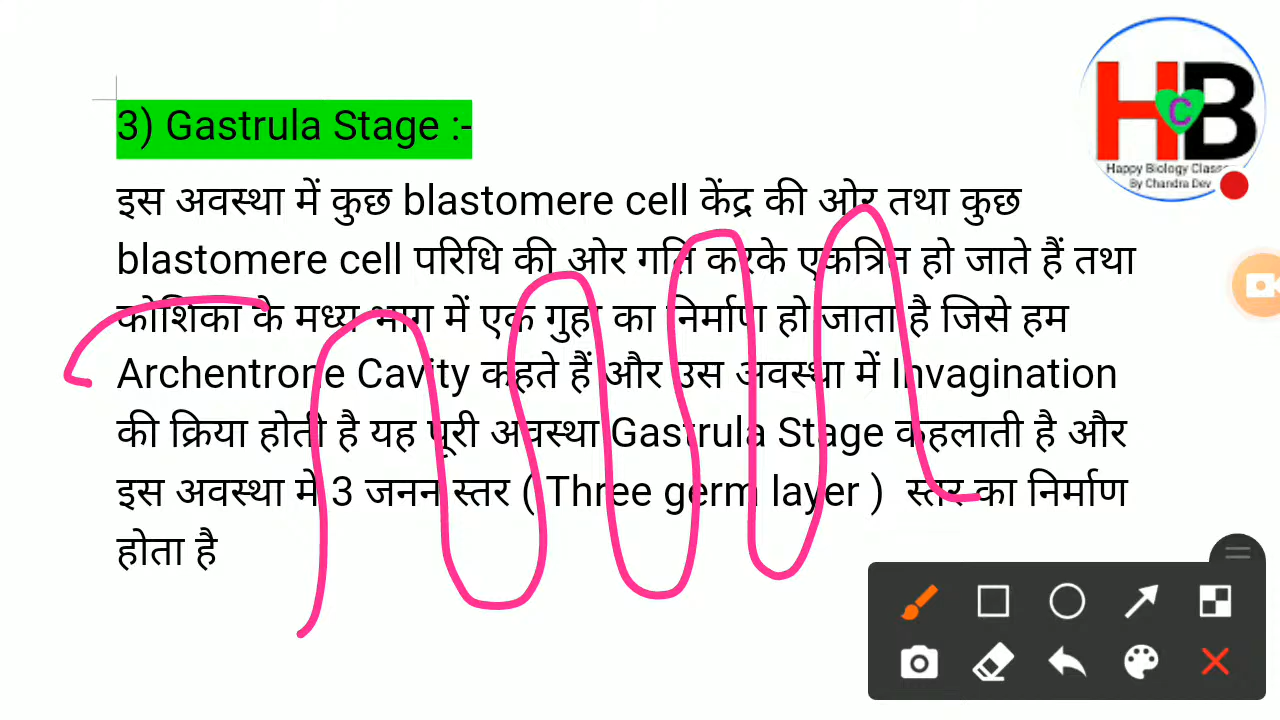 3) Gastrula Stage :-
इस अवस्था में कुछ blastomere cell केंद्र की ओर तथा कुछ
blastomere cell परिधि की ओर गति करके एकत्रित हो जाते हैं तथा
कोशिका के मध्य भाग में एक गुहा का निर्माण हो जाता है जिसे हम
Archentrone Cavity कहते हैं और उस अवस्था में Invagination
की क्रिया होती है यह पूरी अवस्था Gastrula Stage कहलाती है और
इस अवस्था मे 3 जनन स्तर ( Three germ layer ) स्तर का निर्माण
होता है
HCB
Happy Biology Classe
By Chandra Dev